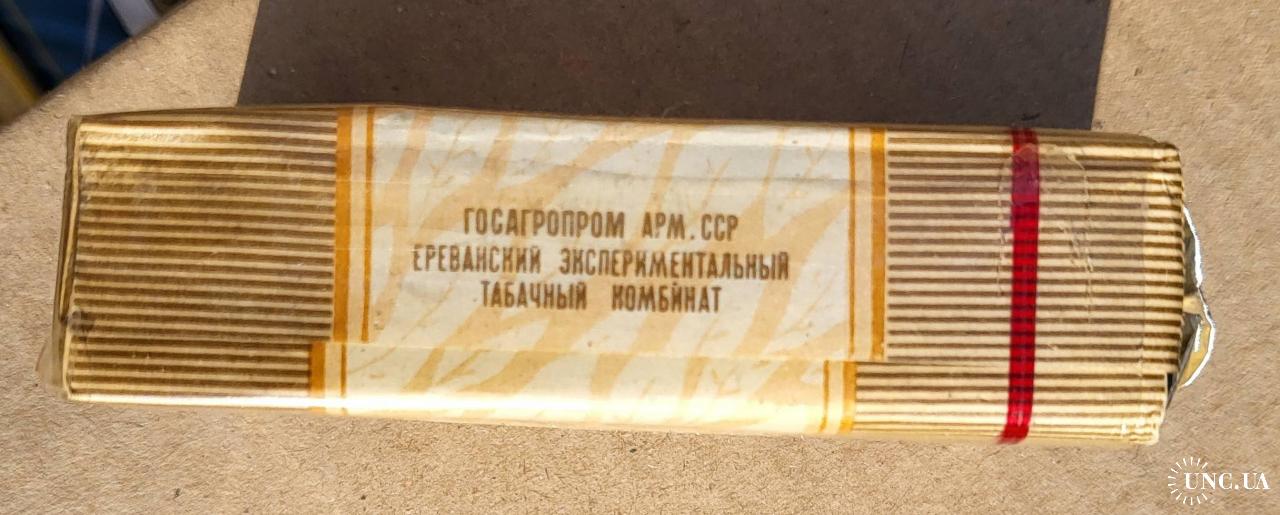 ГОСАГРОПРОМ АРМ. ССР
ЕРЕВАНСКИЙ ЭКСПЕРИМЕНТАЛЬНЫЙ
ТАБАЧНЫЙ КОМБИНАТ
UNC.UA